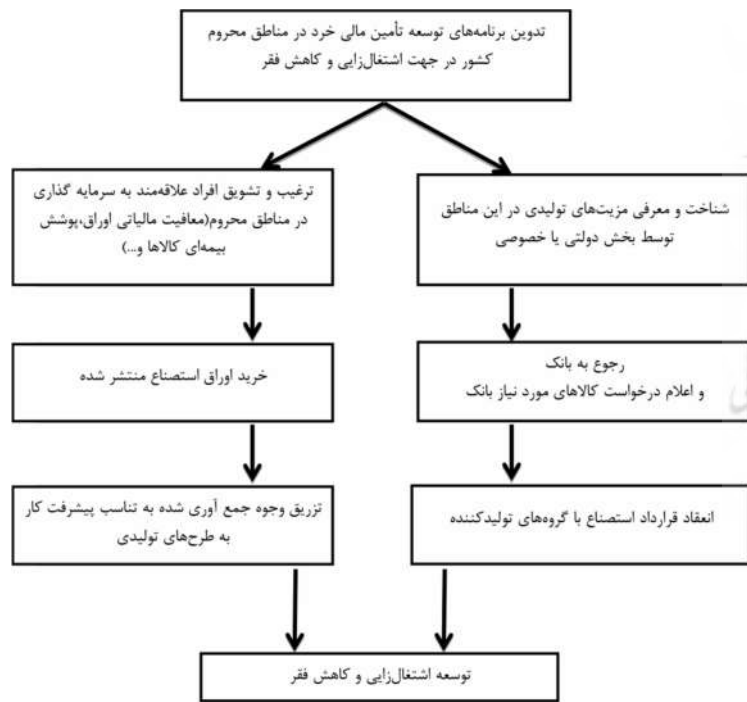 تدوین برنامه‌های توسعه تأمین مالی خرد در مناطق محروم
کشور در جهت اشتغال‌زایی و کاهش فقر
شناخت و معرفی مزیت‌های تولیدی در این مناطق
توسط بخش دولتی یا خصوصی
رجوع به بانک
و اعلام درخواست کالاهای مورد نیاز بانک
انعقاد قرارداد استصناع با گروه‌های تولیدکننده
ترغیب و تشویق افراد علاقه‌مند به سرمایه گذاری
در مناطق محروم(معافیت مالیاتی اوراق،پوشش
بیمه‌ای کالاها و...)
خرید اوراق استصناع منتشر شده
تزریق وجوه جمع آوری شده به تناسب پیشرفت کار
به طرح‌های تولیدی
توسعه اشتغال‌زایی و کاهش فقر